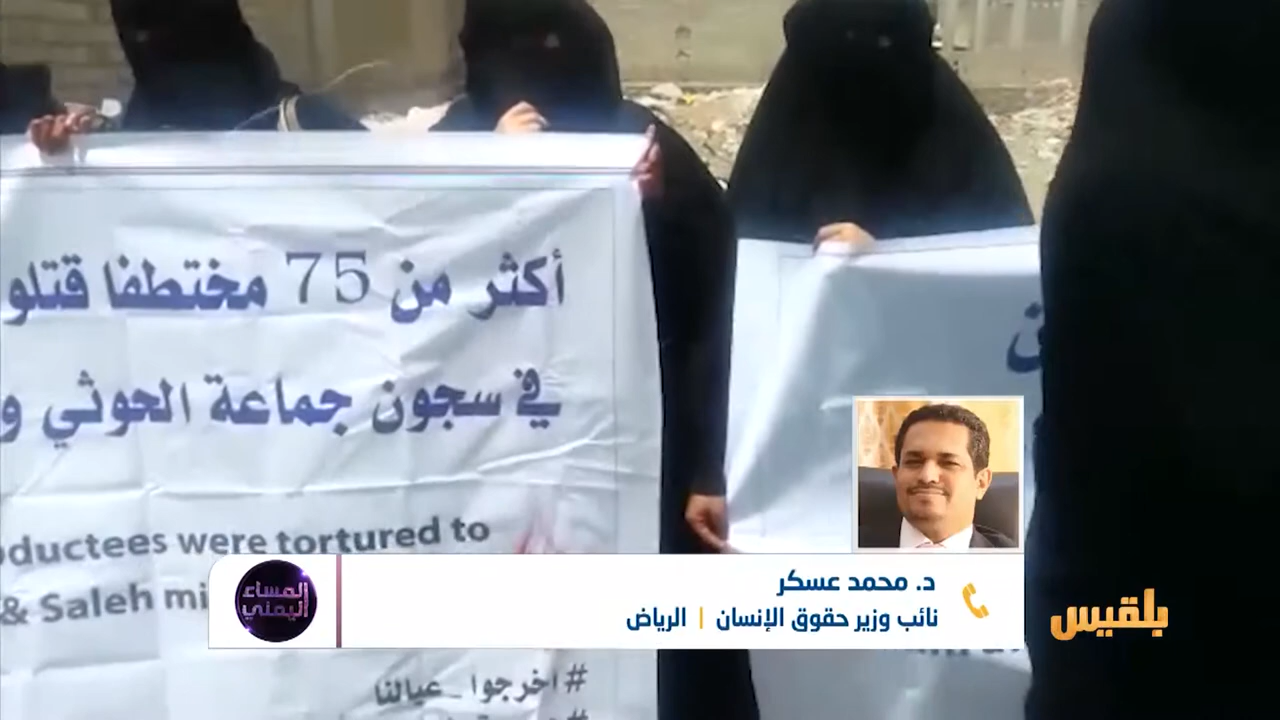 أكثر من 75 مختطفا قتلو
في سجون جماعة الحوثي و
ductees were tortured to
& Saleh mi
#اخرجوا_عيالنا
د. محمد عسكر
نائب وزير حقوق الإنسان | الرياض
المساء
اليمني
بلقيس